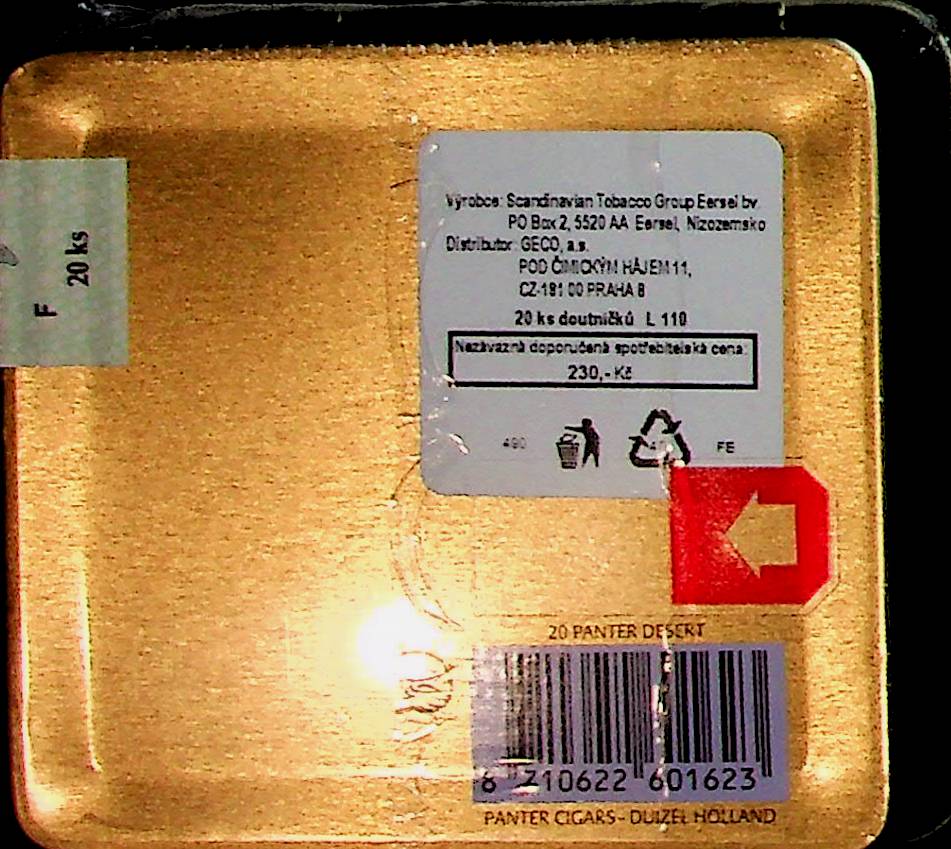 F
20 ks
Výrobce: Scandinavian Tobacco Group Eersel bv.
PO Box 2, 5520 AA Eersel, Nizozemsko
Distributor: GECO, a.s.
POD ČIMICKÝM HÁJEM 11,
CZ-181 00 PRAHA 8
20 ks doutníčků L 110
Nezávazná doporučená spotřebitelská cena:
230,- Kč
FE
20 PANTER DESERT
8 710622 601623
PANTER CIGARS - DUIZEL HOLLAND